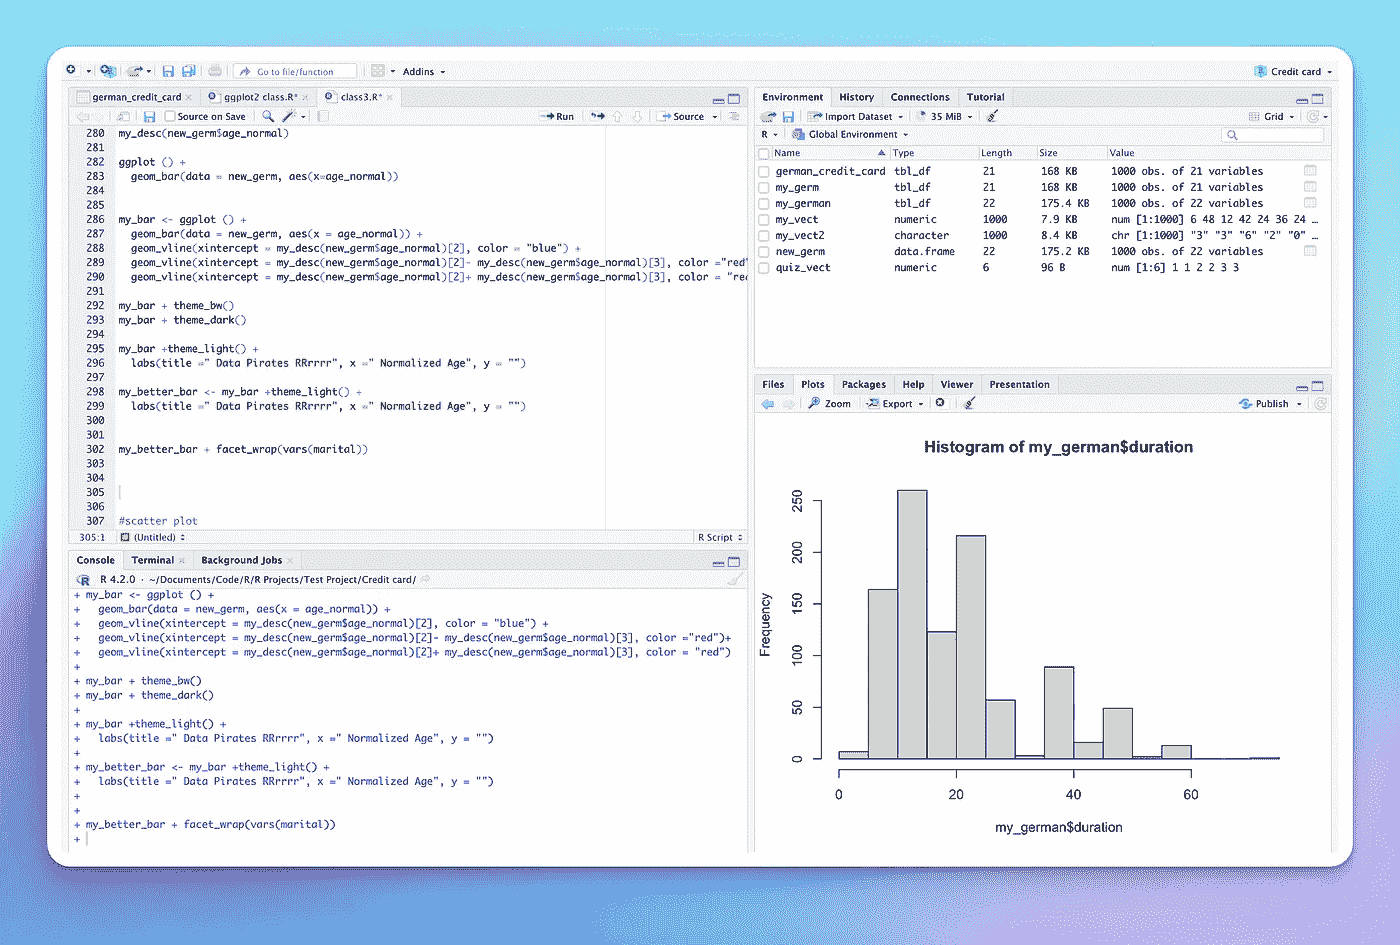 Go to file/function
Addins
Credit card
german_credit_card
ggplot2 class.R*
class3.R*
Source on Save
Run
Source
280 my_desc(new_germ$age_normal)
281
282 ggplot () +
283 geom_bar(data = new_germ, aes(x=age_normal))
284
285
286 my_bar <- ggplot () +
287 geom_bar(data = new_germ, aes(x = age_normal)) +
288 geom_vline(xintercept = my_desc(new_germ$age_normal)[2], color = "blue") +
289 geom_vline(xintercept = my_desc(new_germ$age_normal)[2]- my_desc(new_germ$age_normal)[3], color ="red"
290 geom_vline(xintercept = my_desc(new_germ$age_normal)[2]+ my_desc(new_germ$age_normal)[3], color = "re
291
292 my_bar + theme_bw()
293 my_bar + theme_dark()
294
295 my_bar +theme_light() +
296 labs(title =" Data Pirates RRrrrr", x =" Normalized Age", y = "")
297
298 my_better_bar <- my_bar +theme_light() +
299 labs(title =" Data Pirates RRrrrr", x =" Normalized Age", y = "")
300
301
302 my_better_bar + facet_wrap(vars(marital))
303
304
305
306
307 #scatter plot
305:1 (Untitled) R Script
Console Terminal Background Jobs
R 4.2.0 · ~/Documents/Code/R/R Projects/Test Project/Credit card/
+ my_bar <- ggplot () +
+ geom_bar(data = new_germ, aes(x = age_normal)) +
+ geom_vline(xintercept = my_desc(new_germ$age_normal)[2], color = "blue") +
+ geom_vline(xintercept = my_desc(new_germ$age_normal)[2]- my_desc(new_germ$age_normal)[3], color ="red")+
+ geom_vline(xintercept = my_desc(new_germ$age_normal)[2]+ my_desc(new_germ$age_normal)[3], color = "red")
+
+ my_bar + theme_bw()
+ my_bar + theme_dark()
+
+ my_bar +theme_light() +
+ labs(title =" Data Pirates RRrrrr", x =" Normalized Age", y = "")
+
+ my_better_bar <- my_bar +theme_light() +
+ labs(title =" Data Pirates RRrrrr", x =" Normalized Age", y = "")
+
+
+ my_better_bar + facet_wrap(vars(marital))
+
Environment History Connections Tutorial
Import Dataset 35 MiB Grid
R Global Environment
Name Type Length Size Value
german_credit_card tbl_df 21 168 KB 1000 obs. of 21 variables
my_germ tbl_df 21 168 KB 1000 obs. of 21 variables
my_german tbl_df 22 175.4 KB 1000 obs. of 22 variables
my_vect numeric 1000 7.9 KB num [1:1000] 6 48 12 42 24 36 24 …
my_vect2 character 1000 8.4 KB chr [1:1000] "3" "3" "6" "2" "0" …
new_germ data.frame 22 175.2 KB 1000 obs. of 22 variables
quiz_vect numeric 6 96 B num [1:6] 1 1 2 2 3 3
Files Plots Packages Help Viewer Presentation
Zoom Export Publish
Histogram of my_german$duration
Frequency
250
200
150
100
50
0
0 20 40 60
my_german$duration